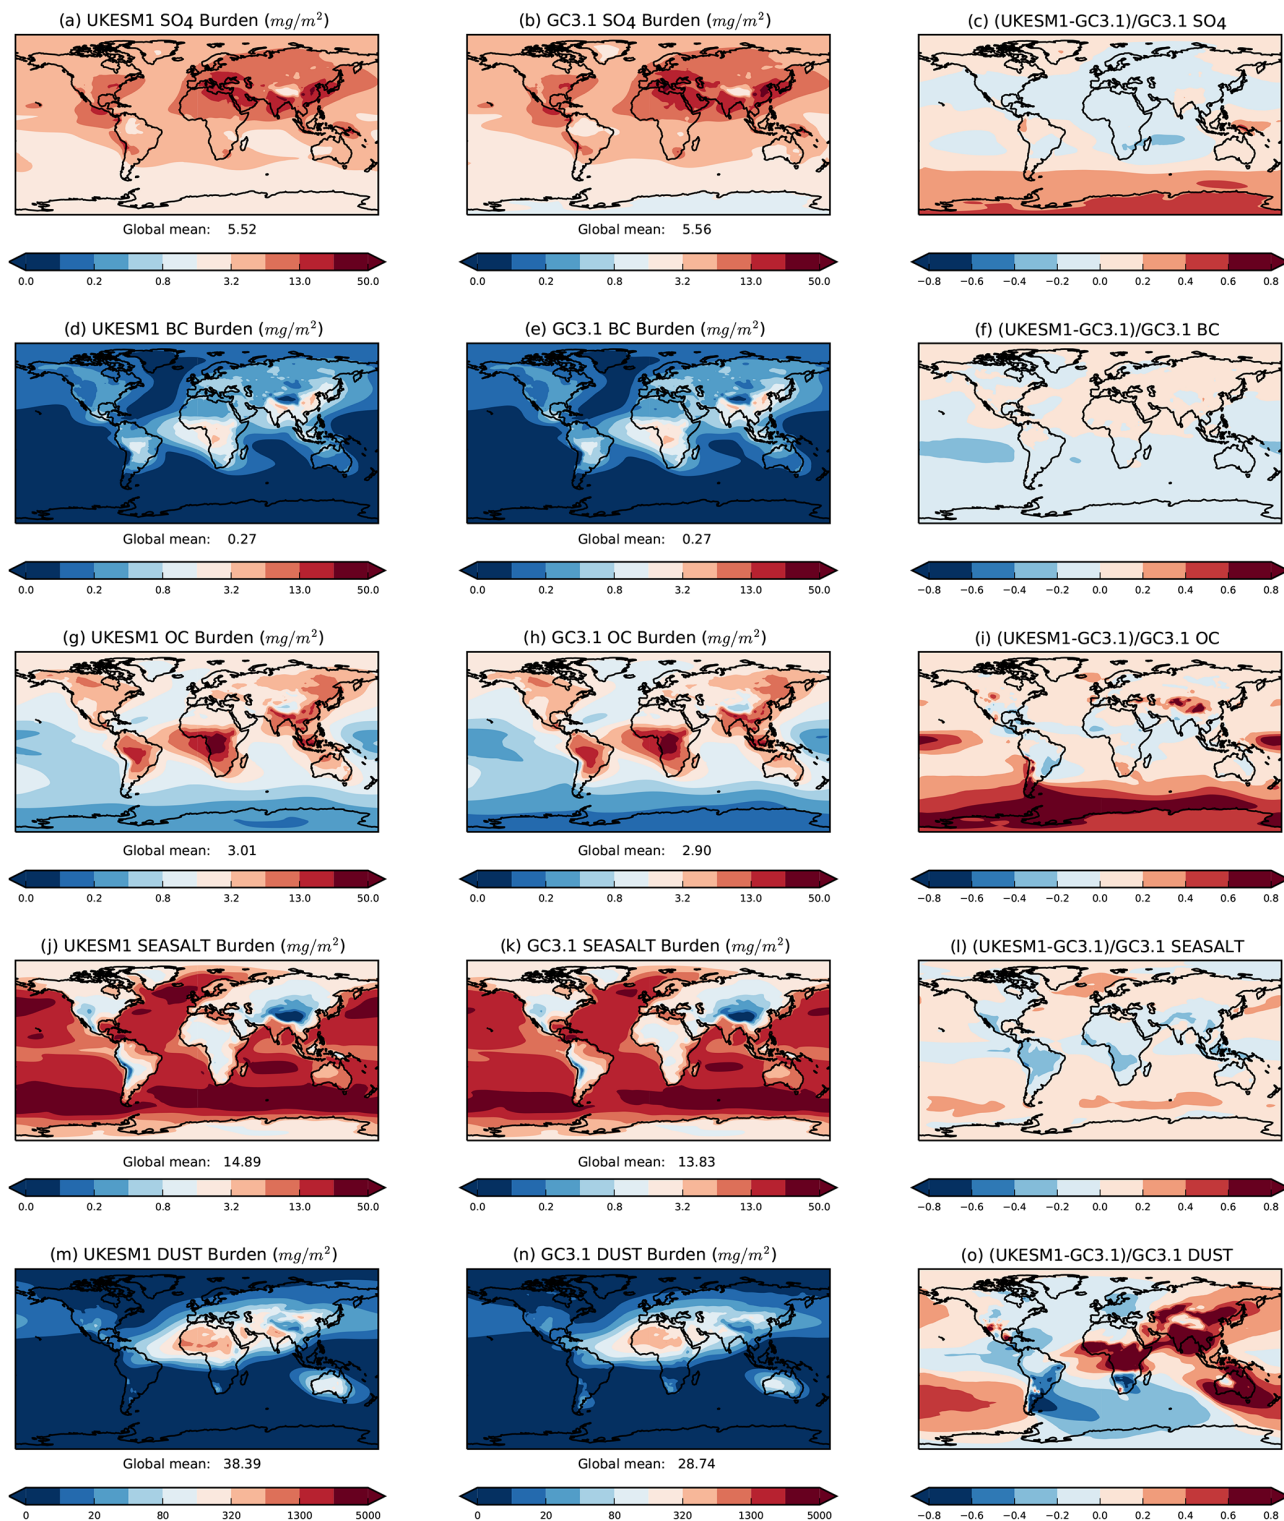 (a) UKESM1 SO4 Burden (mg/m²)
(b) GC3.1 SO4 Burden (mg/m²)
(c) (UKESM1-GC3.1)/GC3.1 SO4
Global mean: 5.52
Global mean: 5.56
0.0 0.2 0.8 3.2 13.0 50.0
0.0 0.2 0.8 3.2 13.0 50.0
−0.8 −0.6 −0.4 −0.2 0.0 0.2 0.4 0.6 0.8
(d) UKESM1 BC Burden (mg/m²)
(e) GC3.1 BC Burden (mg/m²)
(f) (UKESM1-GC3.1)/GC3.1 BC
Global mean: 0.27
Global mean: 0.27
0.0 0.2 0.8 3.2 13.0 50.0
0.0 0.2 0.8 3.2 13.0 50.0
−0.8 −0.6 −0.4 −0.2 0.0 0.2 0.4 0.6 0.8
(g) UKESM1 OC Burden (mg/m²)
(h) GC3.1 OC Burden (mg/m²)
(i) (UKESM1-GC3.1)/GC3.1 OC
Global mean: 3.01
Global mean: 2.90
0.0 0.2 0.8 3.2 13.0 50.0
0.0 0.2 0.8 3.2 13.0 50.0
−0.8 −0.6 −0.4 −0.2 0.0 0.2 0.4 0.6 0.8
(j) UKESM1 SEASALT Burden (mg/m²)
(k) GC3.1 SEASALT Burden (mg/m²)
(l) (UKESM1-GC3.1)/GC3.1 SEASALT
Global mean: 14.89
Global mean: 13.83
0.0 0.2 0.8 3.2 13.0 50.0
0.0 0.2 0.8 3.2 13.0 50.0
−0.8 −0.6 −0.4 −0.2 0.0 0.2 0.4 0.6 0.8
(m) UKESM1 DUST Burden (mg/m²)
(n) GC3.1 DUST Burden (mg/m²)
(o) (UKESM1-GC3.1)/GC3.1 DUST
Global mean: 38.39
Global mean: 28.74
0 20 80 320 1300 5000
0 20 80 320 1300 5000
−0.8 −0.6 −0.4 −0.2 0.0 0.2 0.4 0.6 0.8